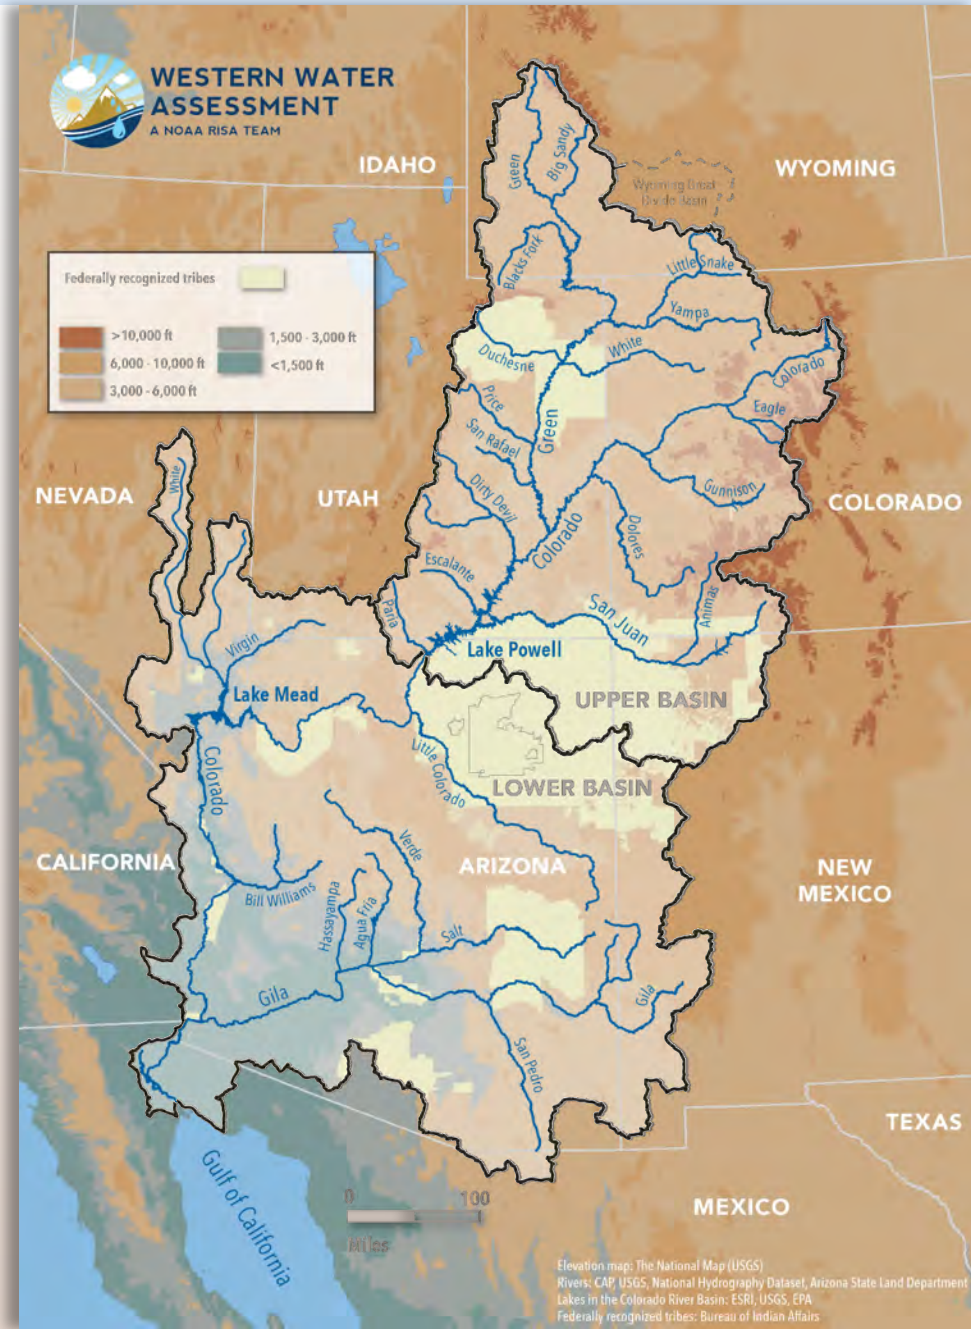 WESTERN WATER
ASSESSMENT
A NOAA RISA TEAM
IDAHO
WYOMING
Green
Big Sandy
Wyoming Great
Divide Basin
Blacks Fork
Little Snake
Yampa
Federally recognized tribes
>10,000 ft
6,000 - 10,000 ft
3,000 - 6,000 ft
1,500 - 3,000 ft
<1,500 ft
Duchesne
White
Colorado
Price
Eagle
San Rafael
Green
White
NEVADA
UTAH
Dirty Devil
Gunnison
COLORADO
Colorado
Dolores
Escalante
Paria
San Juan
Animas
Virgin
Lake Powell
Lake Mead
UPPER BASIN
Colorado
Little Colorado
LOWER BASIN
CALIFORNIA
Verde
ARIZONA
NEW
MEXICO
Bill Williams
Hassayampa
Agua Fria
Salt
Gila
Gila
San Pedro
TEXAS
Gulf of California
0 100
Miles
MEXICO
Elevation map: The National Map (USGS)
Rivers: CAP, USGS, National Hydrography Dataset, Arizona State Land Department
Lakes in the Colorado River Basin: ESRI, USGS, EPA
Federally recognized tribes: Bureau of Indian Affairs